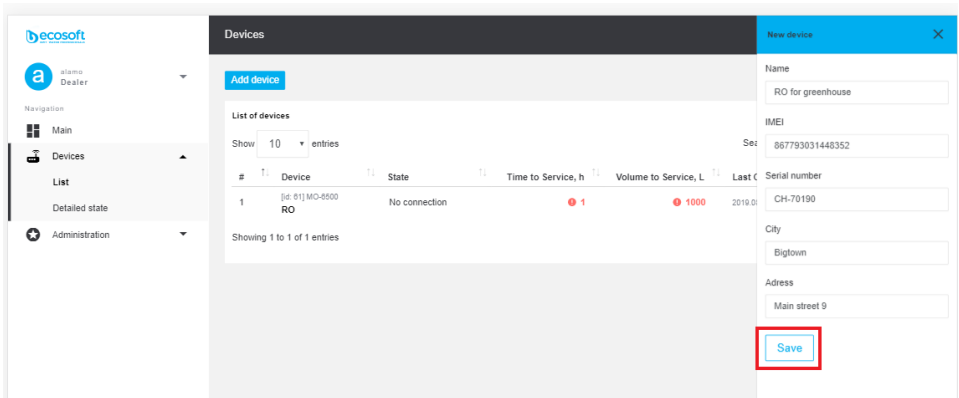 ecosoft
Devices
New device
a
alamo
Dealer
Navigation
Main
Devices
List
Detailed state
Administration
Add device
List of devices
Show 10 entries
Sea
# Device State Time to Service, h Volume to Service, L Last
1 [id: 61] MO-6500 RO No connection 1 1000 2019.0
Showing 1 to 1 of 1 entries
Name
RO for greenhouse
IMEI
867793031448352
Serial number
CH-70190
City
Bigtown
Adress
Main street 9
Save